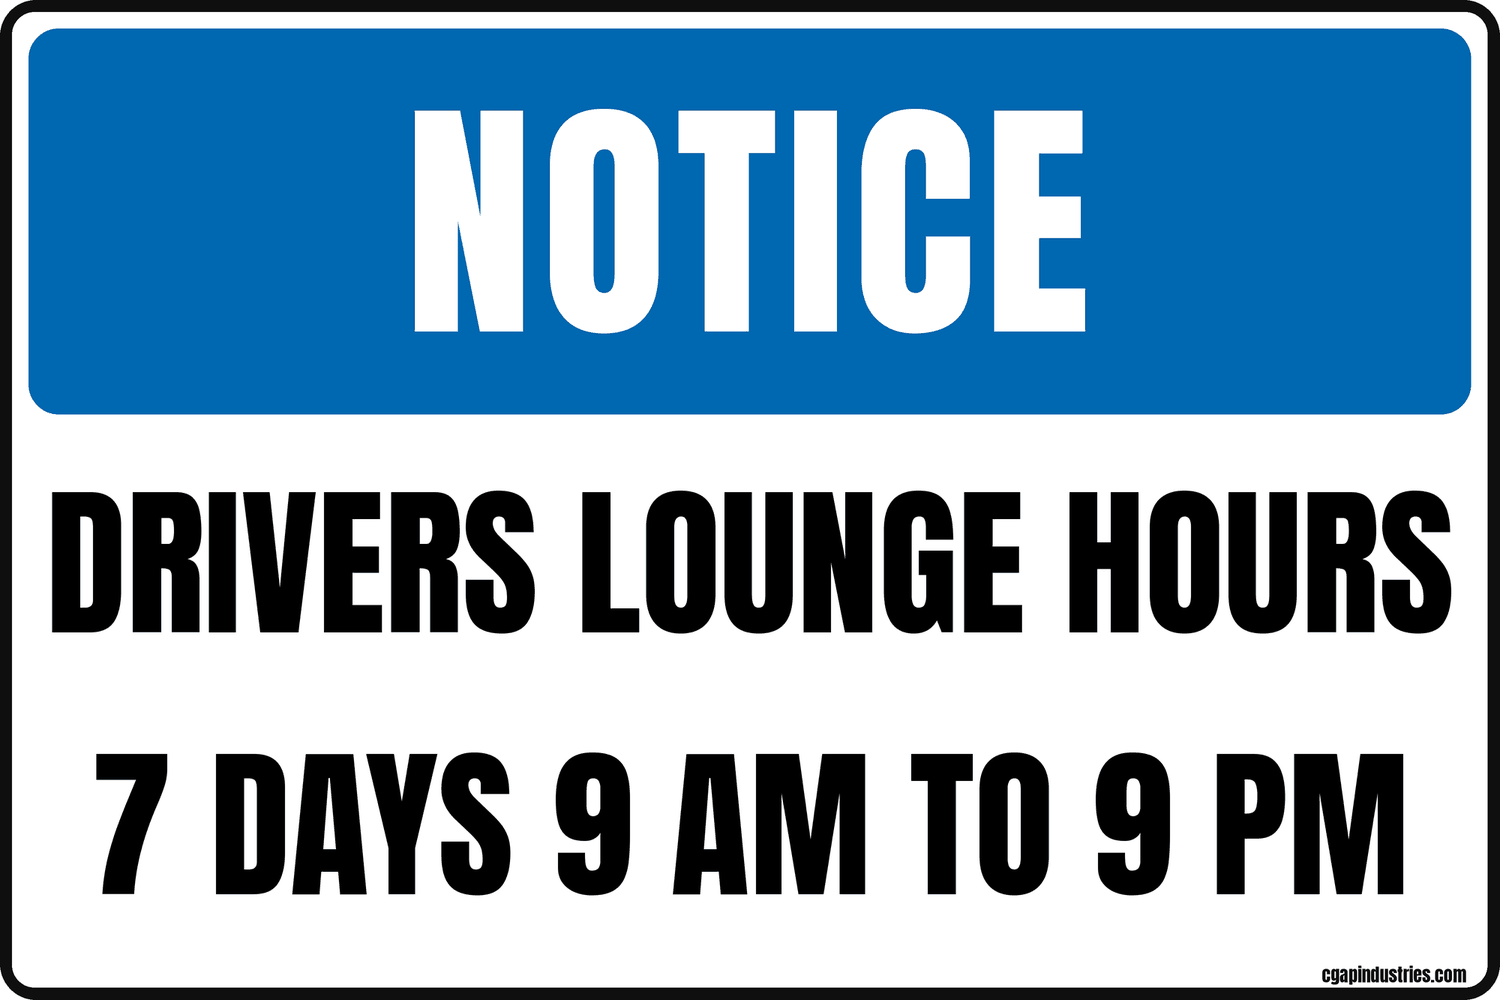 NOTICE
DRIVERS LOUNGE HOURS
7 DAYS 9 AM TO 9 PM
cgapindustries.com